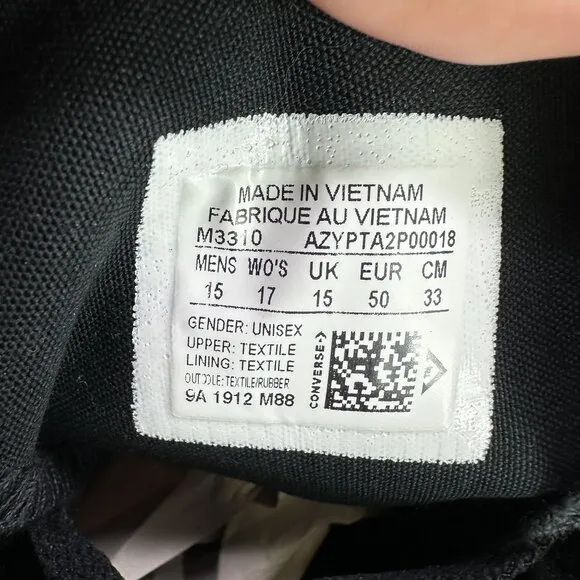 MADE IN VIETNAM
FABRIQUE AU VIETNAM
M3310 AZYPTA2P00018
MENS WO'S UK EUR CM
15 17 15 50 33
GENDER: UNISEX
UPPER: TEXTILE
LINING: TEXTILE
OUTSOLE: TEXTILE/RUBBER
9A 1912 M88
CONVERSE